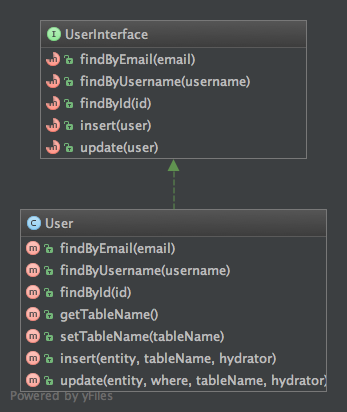 I UserInterface
m findByEmail(email)
m findByUsername(username)
m findById(id)
m insert(user)
m update(user)
C User
m findByEmail(email)
m findByUsername(username)
m findById(id)
m getTableName()
m setTableName(tableName)
m insert(entity, tableName, hydrator)
m update(entity, where, tableName, hydrator)
Powered by yFiles